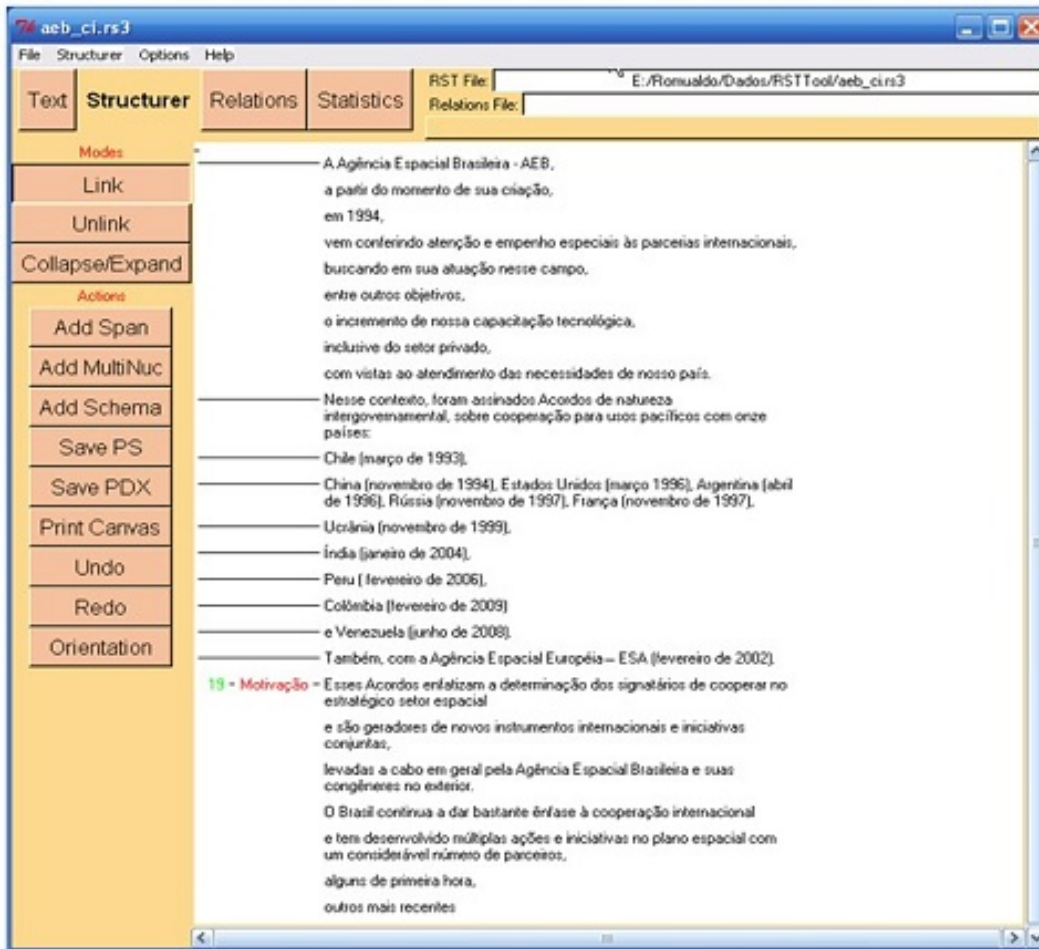 aeb_ci.rs3
File Structurer Options Help
Text Structurer Relations Statistics
RST File: E:/Romualdo/Dados/RSTTool/aeb_ci.rs3
Relations File:
Modes
Link
Unlink
Collapse/Expand
Actions
Add Span
Add MultiNuc
Add Schema
Save PS
Save PDX
Print Canvas
Undo
Redo
Orientation
A Agência Espacial Brasileira - AEB,
a partir do momento de sua criação,
em 1994,
vem conferindo atenção e empenho especiais às parcerias internacionais,
buscando em sua atuação nesse campo,
entre outros objetivos,
o incremento de nossa capacitação tecnológica,
inclusive do setor privado,
com vistas ao atendimento das necessidades de nosso país.
Nesse contexto, foram assinados Acordos de natureza
intergovernamental, sobre cooperação para usos pacíficos com onze
países:
Chile (março de 1993),
China (novembro de 1994), Estados Unidos (março 1996), Argentina (abril
de 1996), Rússia (novembro de 1997), França (novembro de 1997),
Ucrânia (novembro de 1999),
Índia (janeiro de 2004),
Peru ( fevereiro de 2006),
Colômbia (fevereiro de 2009)
e Venezuela (junho de 2008).
Também, com a Agência Espacial Européia – ESA (fevereiro de 2002).
19 - Motivação - Esses Acordos enfatizam a determinação dos signatários de cooperar no
estratégico setor espacial
e são geradores de novos instrumentos internacionais e iniciativas
conjuntas,
levadas a cabo em geral pela Agência Espacial Brasileira e suas
congêneres no exterior.
O Brasil continua a dar bastante ênfase à cooperação internacional
e tem desenvolvido múltiplas ações e iniciativas no plano espacial com
um considerável número de parceiros,
alguns de primeira hora,
outros mais recentes